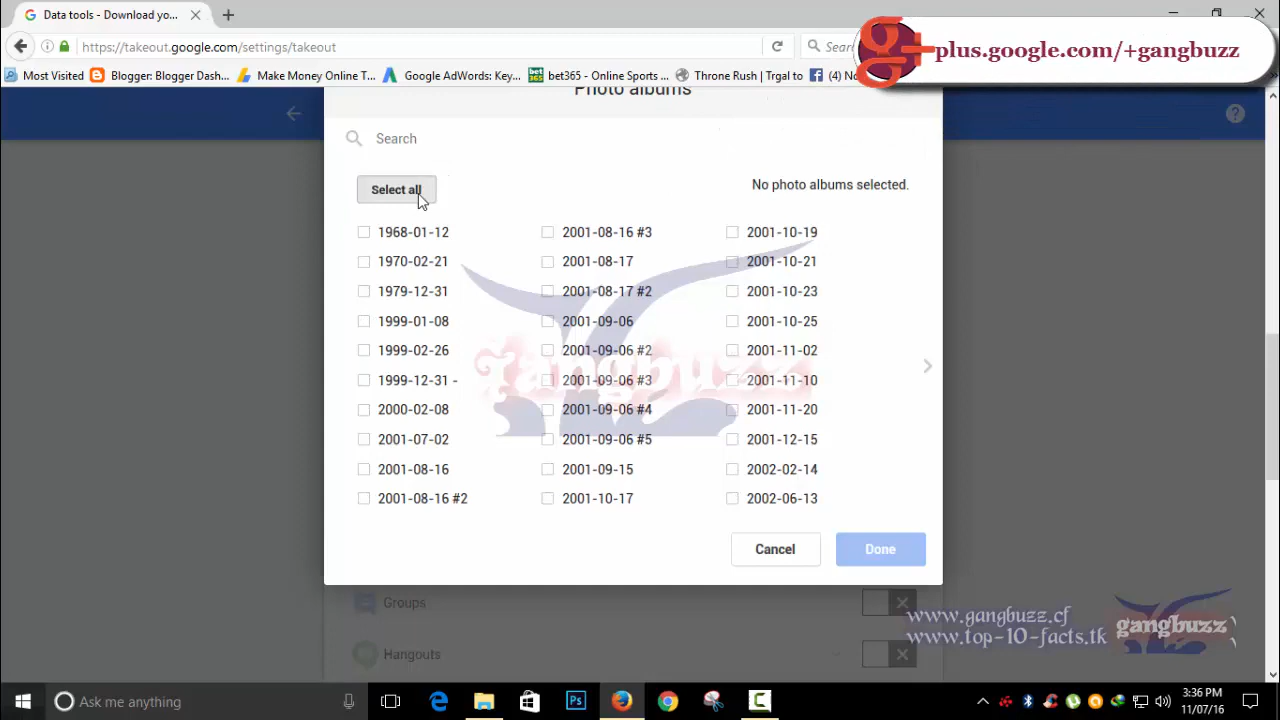 Data tools - Download yo...
https://takeout.google.com/settings/takeout
Sear
plus.google.com/+gangbuzz
Most Visited
Blogger: Blogger Dash...
Make Money Online T...
Google AdWords: Key...
bet365 - Online Sports ...
Throne Rush | Trgal to
(4) No
Photo albums
Search
Select all
No photo albums selected.
1968-01-12
1970-02-21
1979-12-31
1999-01-08
1999-02-26
1999-12-31 -
2000-02-08
2001-07-02
2001-08-16
2001-08-16 #2
2001-08-16 #3
2001-08-17
2001-08-17 #2
2001-09-06
2001-09-06 #2
2001-09-06 #3
2001-09-06 #4
2001-09-06 #5
2001-09-15
2001-10-17
2001-10-19
2001-10-21
2001-10-23
2001-10-25
2001-11-02
2001-11-10
2001-11-20
2001-12-15
2002-02-14
2002-06-13
Gangbuzz
Cancel
Done
Groups
Hangouts
www.gangbuzz.cf
www.top-10-facts.tk
gangbuzz
Ask me anything
3:36 PM
11/07/16